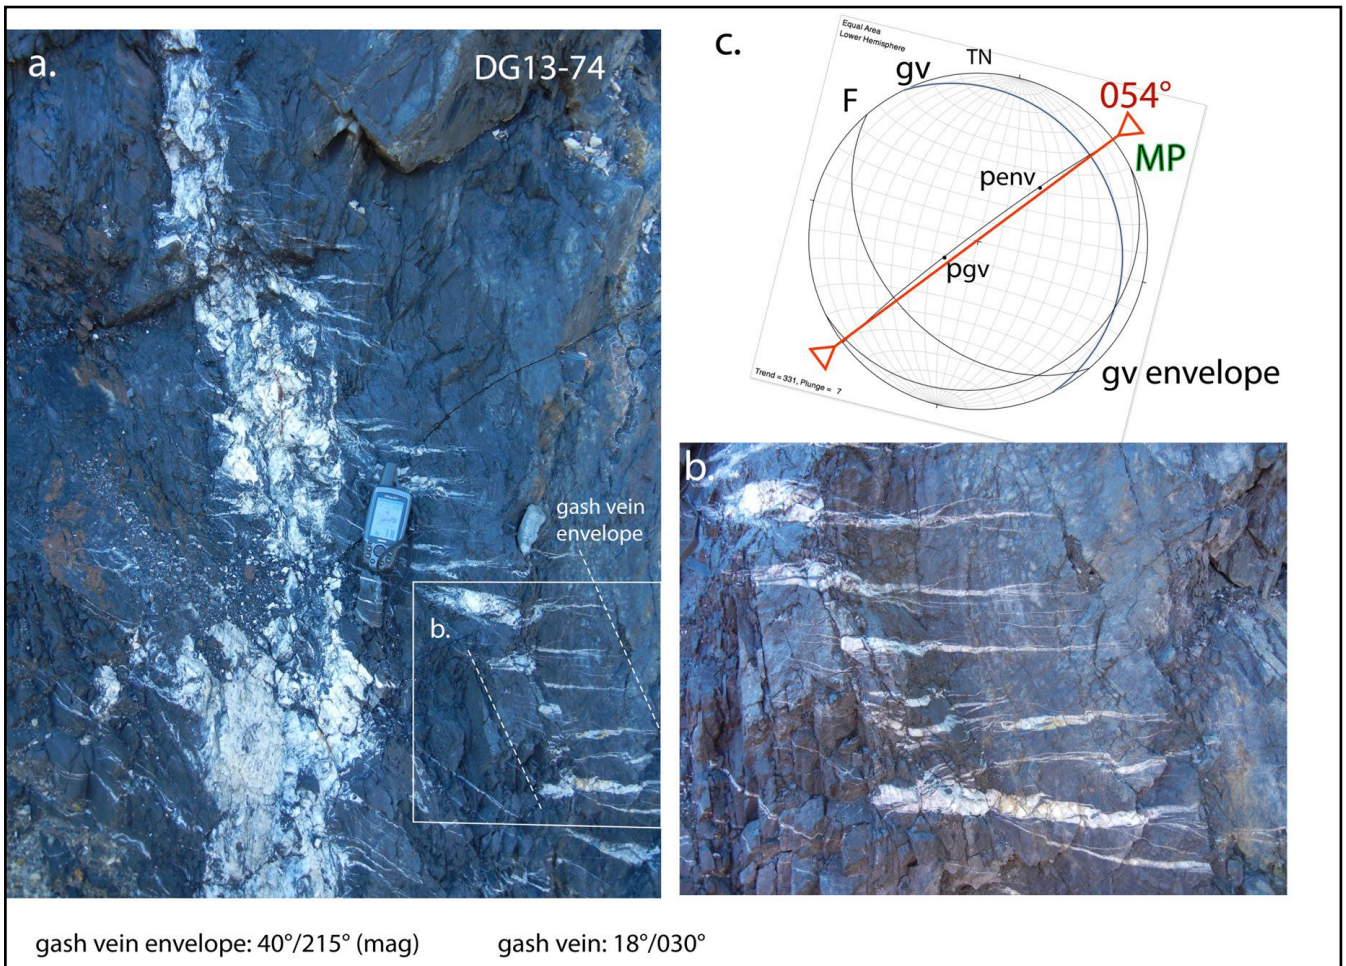 a.
DG13-74
gash vein
envelope
b.
c.
Equal Area
Lower Hemisphere
TN
gv
F
054°
MP
penv
pgv
gv envelope
Trend = 331, Plunge = 7
b.
gash vein envelope: 40°/215° (mag)
gash vein: 18°/030°